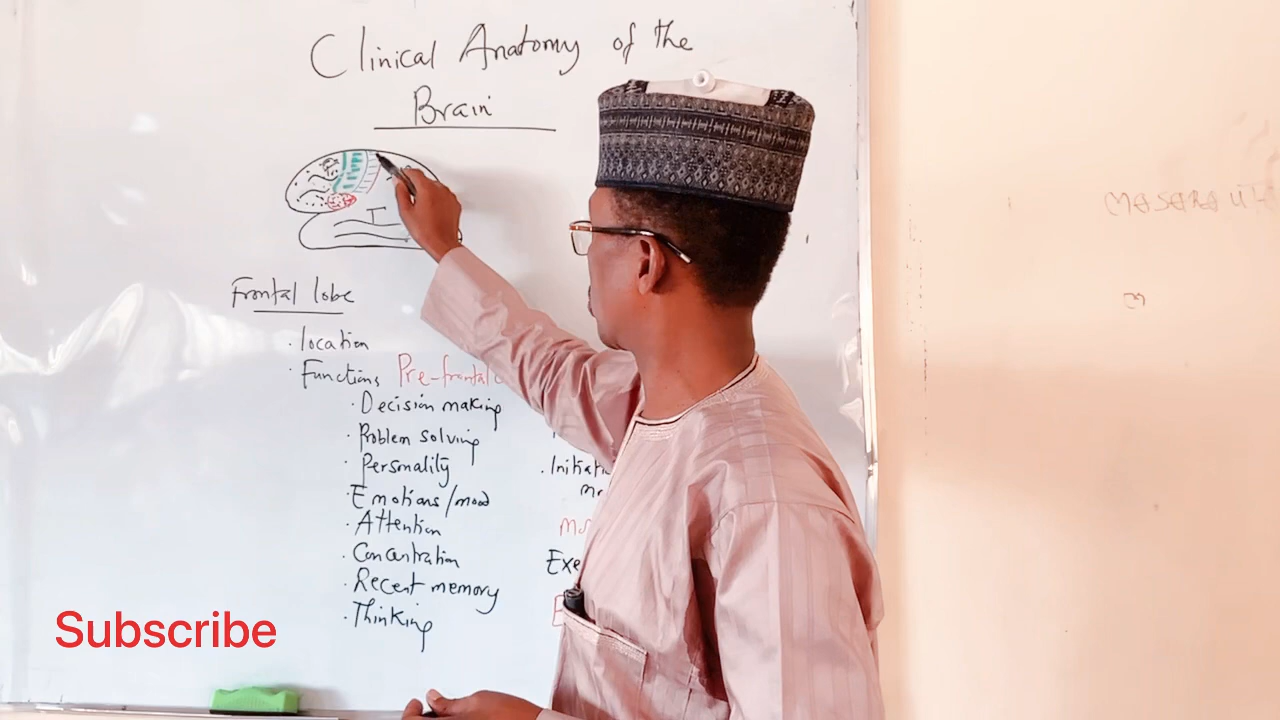 Clinical Anatomy of the
Brain
Frontal lobe
· location
· Functions Pre-frontal
· Decision making
· Problem solving
· Personality
· Emotions/mood
· Attention
· Concentration
· Recent memory
· Thinking
· Initiati
Exe
Subscribe